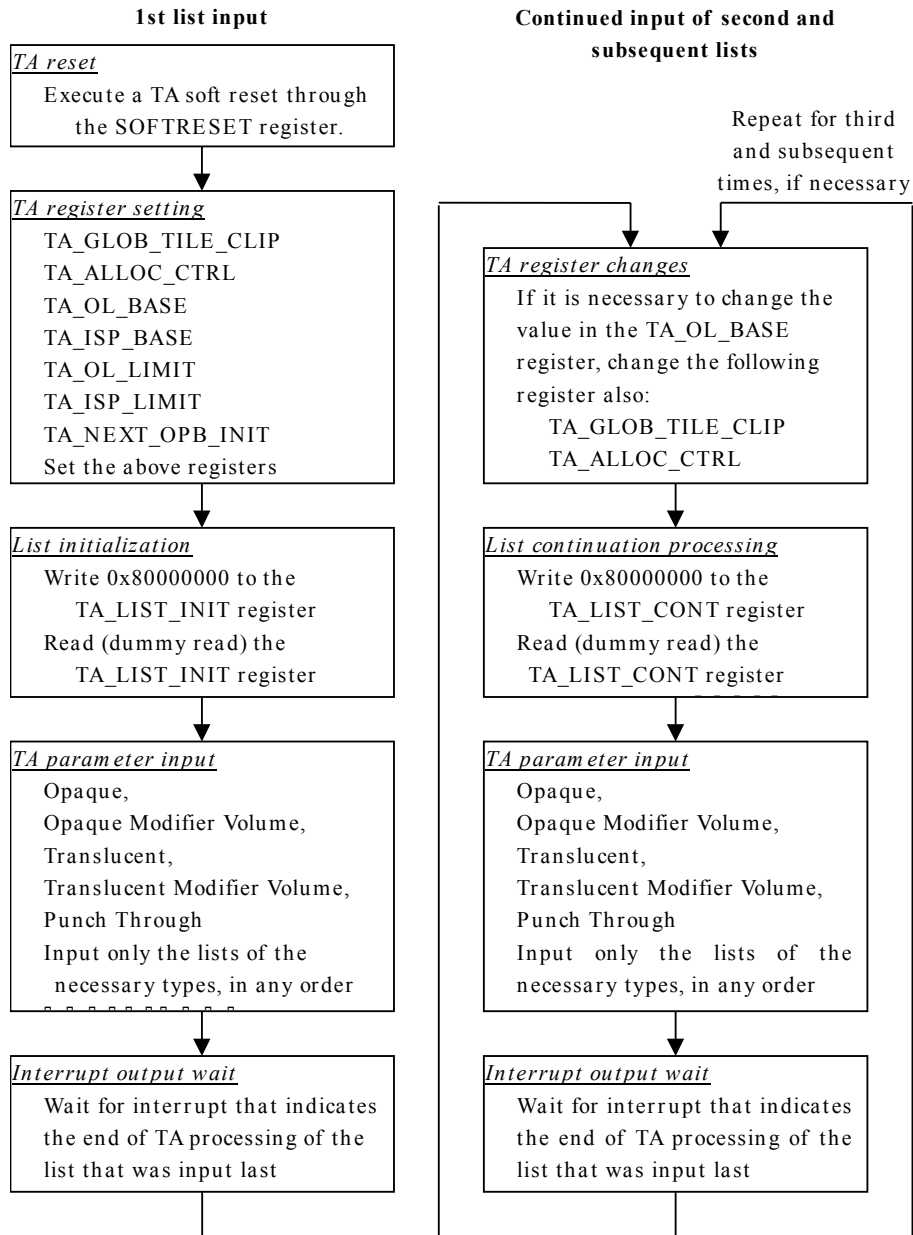 1st list input
TA reset
Execute a TA soft reset through
the SOFTRESET register.
TA register setting
TA_GLOB_TILE_CLIP
TA_ALLOC_CTRL
TA_OL_BASE
TA_ISP_BASE
TA_OL_LIMIT
TA_ISP_LIMIT
TA_NEXT_OPB_INIT
Set the above registers
List initialization
Write 0x80000000 to the
TA_LIST_INIT register
Read (dummy read) the
TA_LIST_INIT register
TA parameter input
Opaque,
Opaque Modifier Volume,
Translucent,
Translucent Modifier Volume,
Punch Through
Input only the lists of the
necessary types, in any order
Interrupt output wait
Wait for interrupt that indicates
the end of TA processing of the
list that was input last
Continued input of second and
subsequent lists
Repeat for third
and subsequent
times, if necessary
TA register changes
If it is necessary to change the
value in the TA_OL_BASE
register, change the following
register also:
TA_GLOB_TILE_CLIP
TA_ALLOC_CTRL
List continuation processing
Write 0x80000000 to the
TA_LIST_CONT register
Read (dummy read) the
TA_LIST_CONT register
TA parameter input
Opaque,
Opaque Modifier Volume,
Translucent,
Translucent Modifier Volume,
Punch Through
Input only the lists of the
necessary types, in any order
Interrupt output wait
Wait for interrupt that indicates
the end of TA processing of the
list that was input last